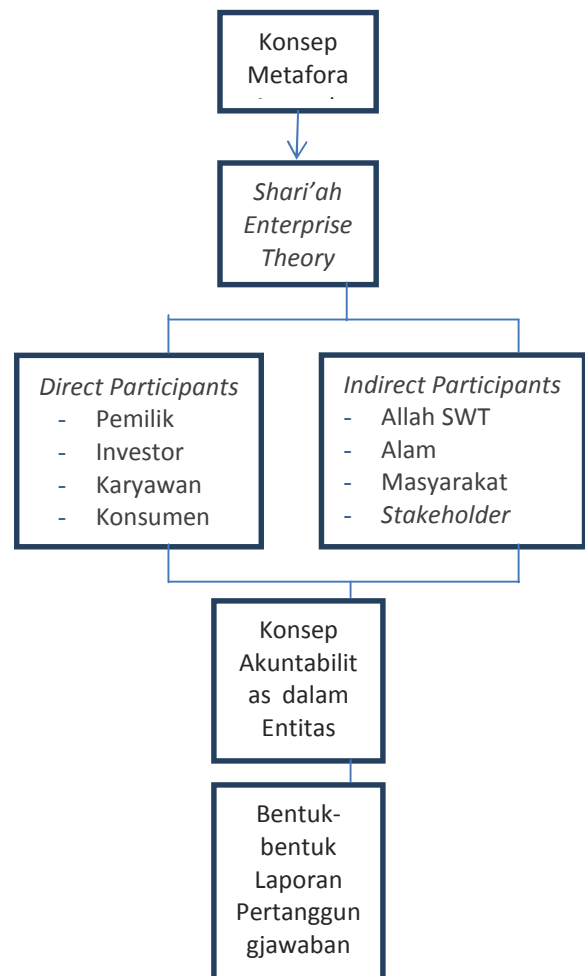 Konsep
Metafora
Shari'ah
Enterprise
Theory
Direct Participants
- Pemilik
- Investor
- Karyawan
- Konsumen
Indirect Participants
- Allah SWT
- Alam
- Masyarakat
- Stakeholder
Konsep
Akuntabilit
as dalam
Entitas
Bentuk-
bentuk
Laporan
Pertanggun
gjawaban